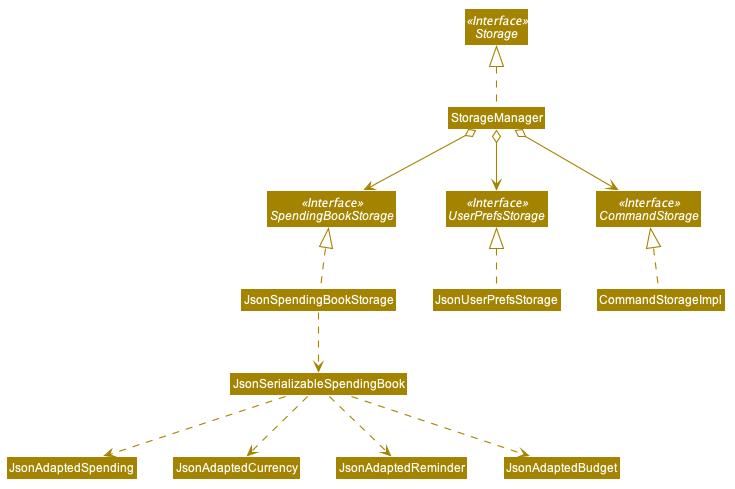 «Interface»
Storage
StorageManager
«Interface»
SpendingBookStorage
«Interface»
UserPrefsStorage
«Interface»
CommandStorage
JsonSpendingBookStorage
JsonUserPrefsStorage
CommandStorageImpl
JsonSerializableSpendingBook
JsonAdaptedSpending
JsonAdaptedCurrency
JsonAdaptedReminder
JsonAdaptedBudget